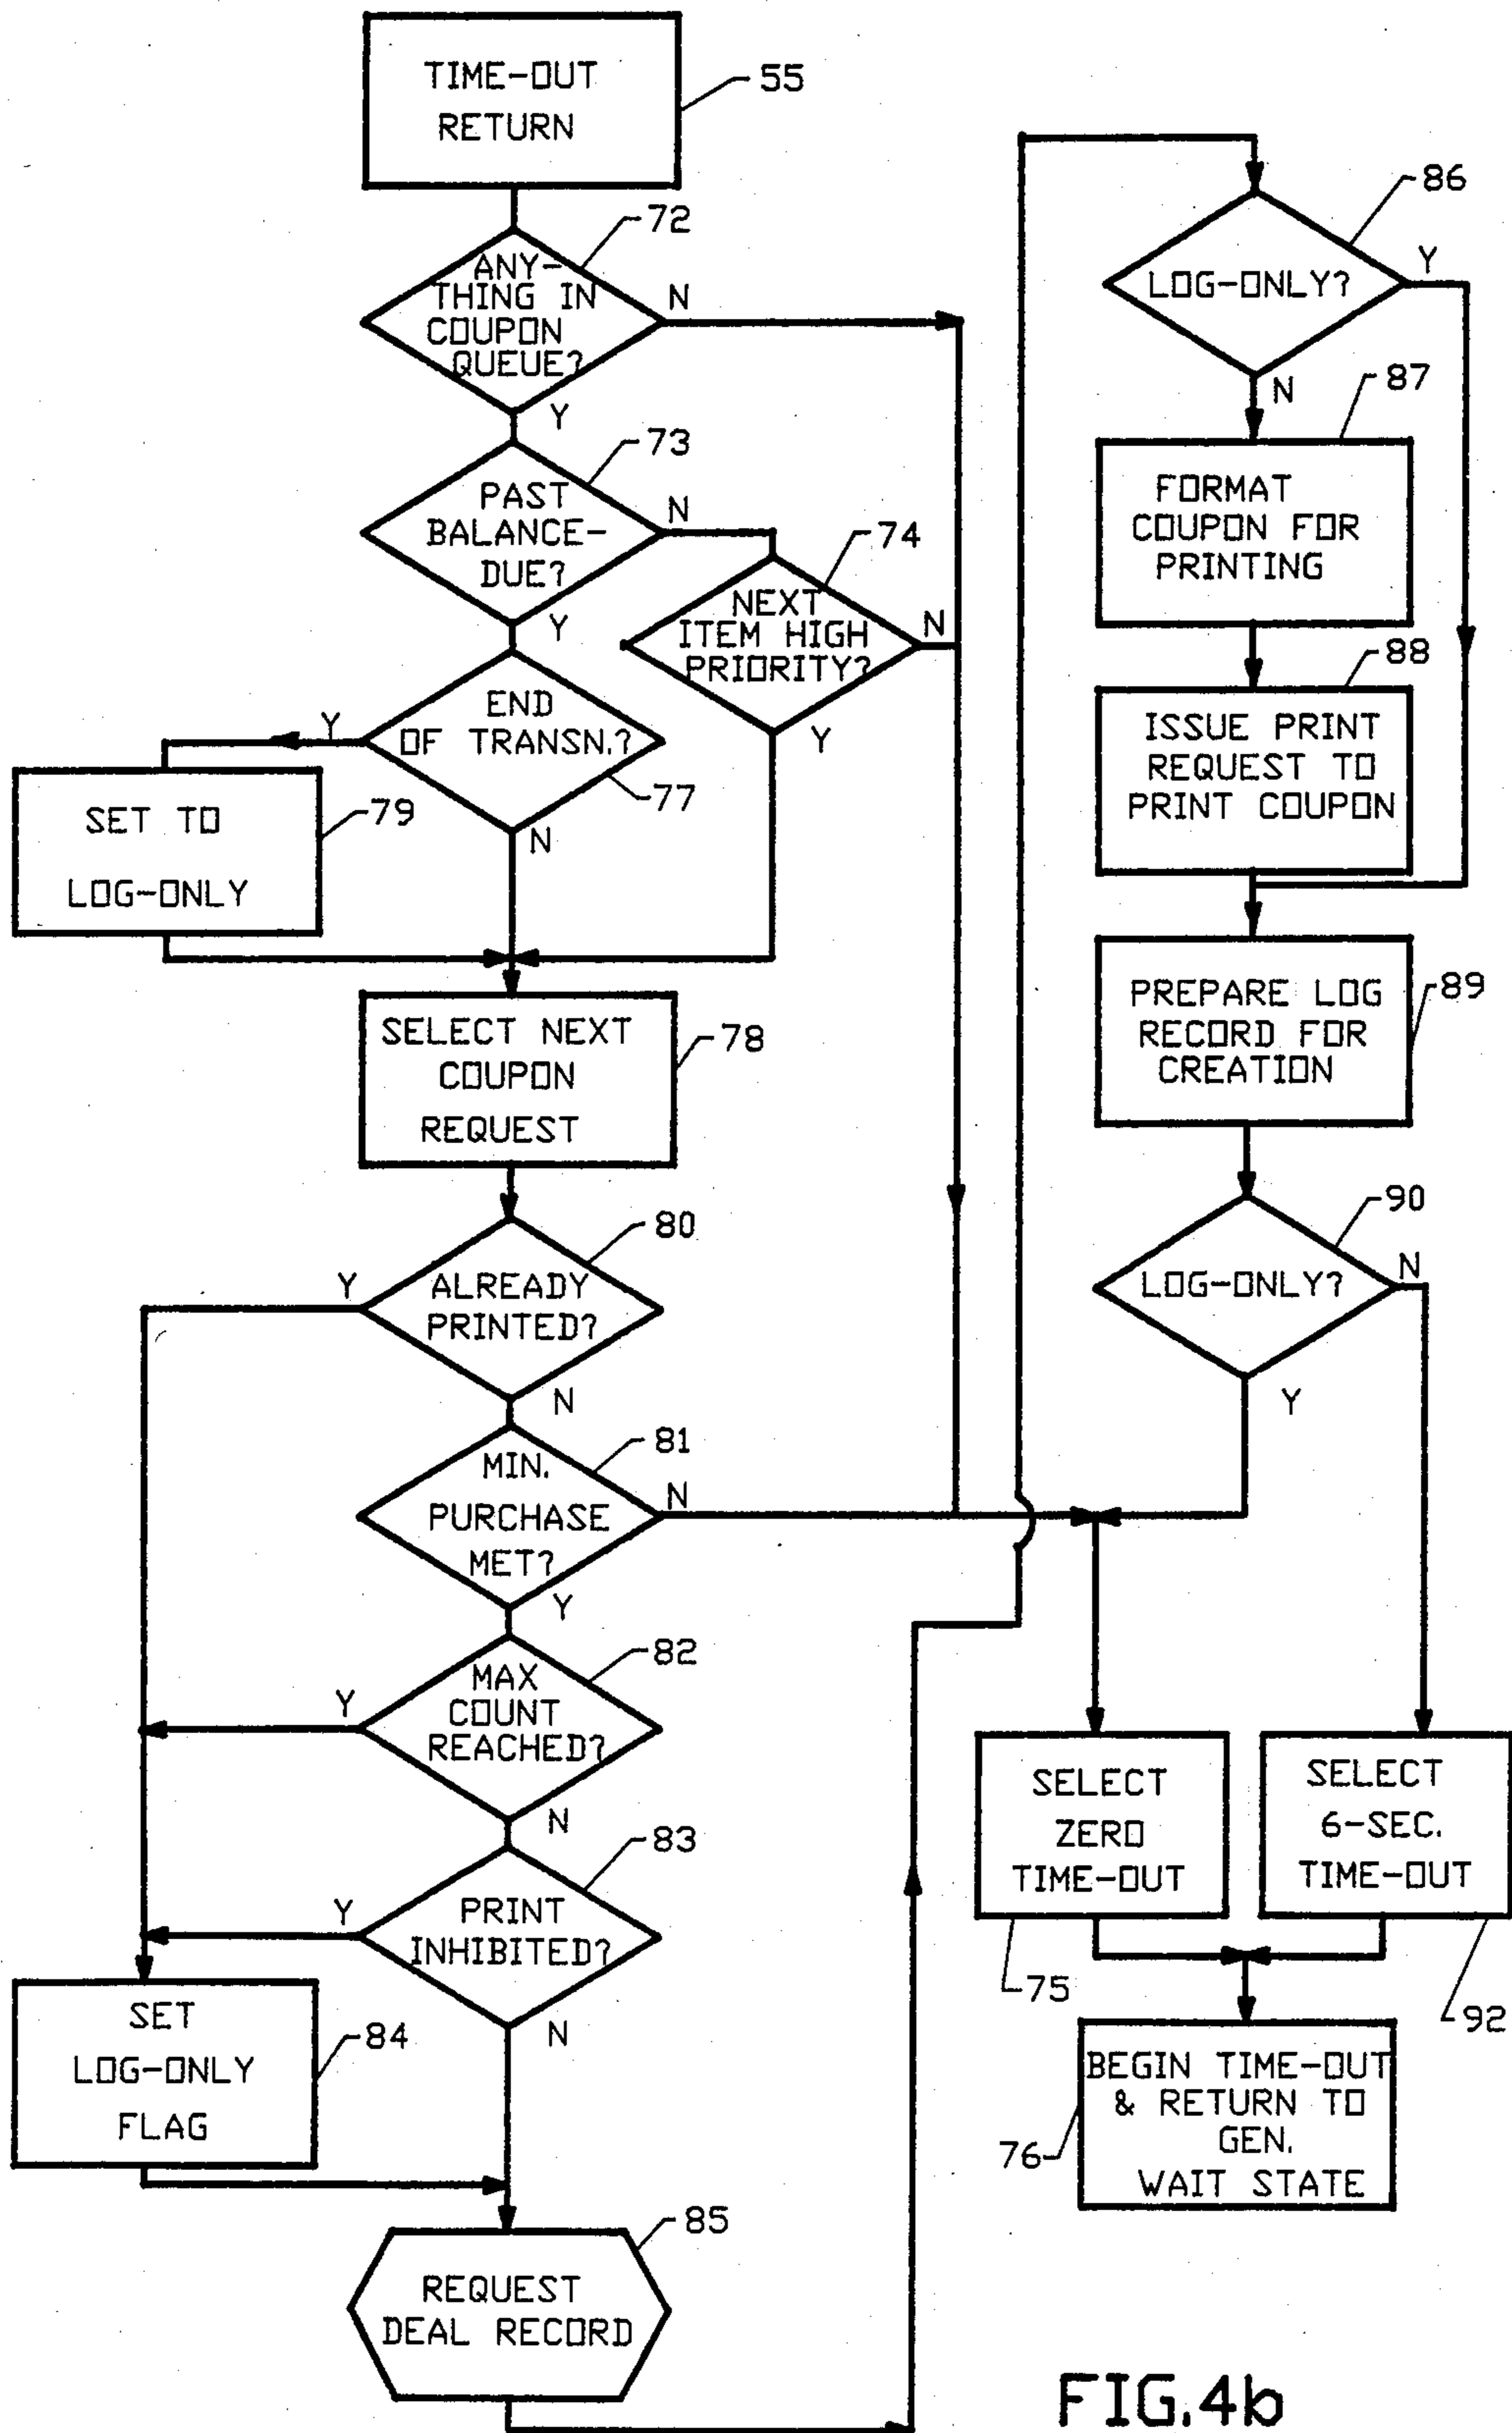 TIME-OUT
RETURN
55
72
ANY-
THING IN
COUPON
QUEUE?
N
Y
73
PAST
BALANCE-
DUE?
N
Y
74
NEXT
ITEM HIGH
PRIORITY?
N
Y
END
OF TRANSN.?
Y
77
N
SET TO
LOG-ONLY
79
SELECT NEXT
COUPON
REQUEST
78
80
ALREADY
PRINTED?
Y
N
81
MIN.
PURCHASE
MET?
N
Y
82
MAX
COUNT
REACHED?
Y
N
83
PRINT
INHIBITED?
Y
N
SET
LOG-ONLY
FLAG
84
85
REQUEST
DEAL RECORD
86
LOG-ONLY?
Y
N
87
FORMAT
COUPON FOR
PRINTING
88
ISSUE PRINT
REQUEST TO
PRINT COUPON
PREPARE LOG
RECORD FOR
CREATION
89
90
LOG-ONLY?
N
Y
SELECT
ZERO
TIME-OUT
75
SELECT
6-SEC.
TIME-OUT
92
BEGIN TIME-OUT
& RETURN TO
GEN.
WAIT STATE
76
FIG.4b